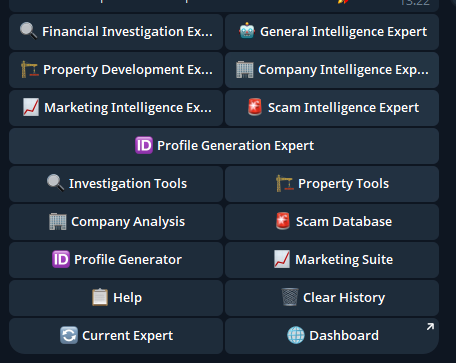 13:22
Financial Investigation Ex...
General Intelligence Expert
Property Development Ex...
Company Intelligence Exp...
Marketing Intelligence Ex...
Scam Intelligence Expert
ID Profile Generation Expert
Investigation Tools
Property Tools
Company Analysis
Scam Database
ID Profile Generator
Marketing Suite
Help
Clear History
Current Expert
Dashboard